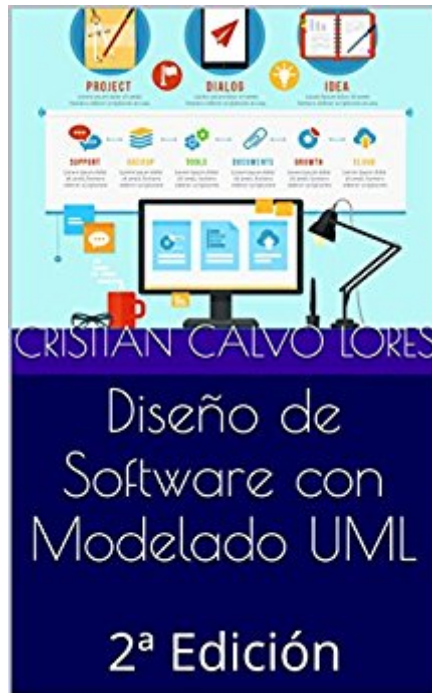 PROJECT DIALOG IDEA
SUPPORT BACKUP TOOLS DOCUMENTS GROWTH CLOUD
CRISTIAN CALVO LORES
Diseño de
Software con
Modelado UML
2ª Edición